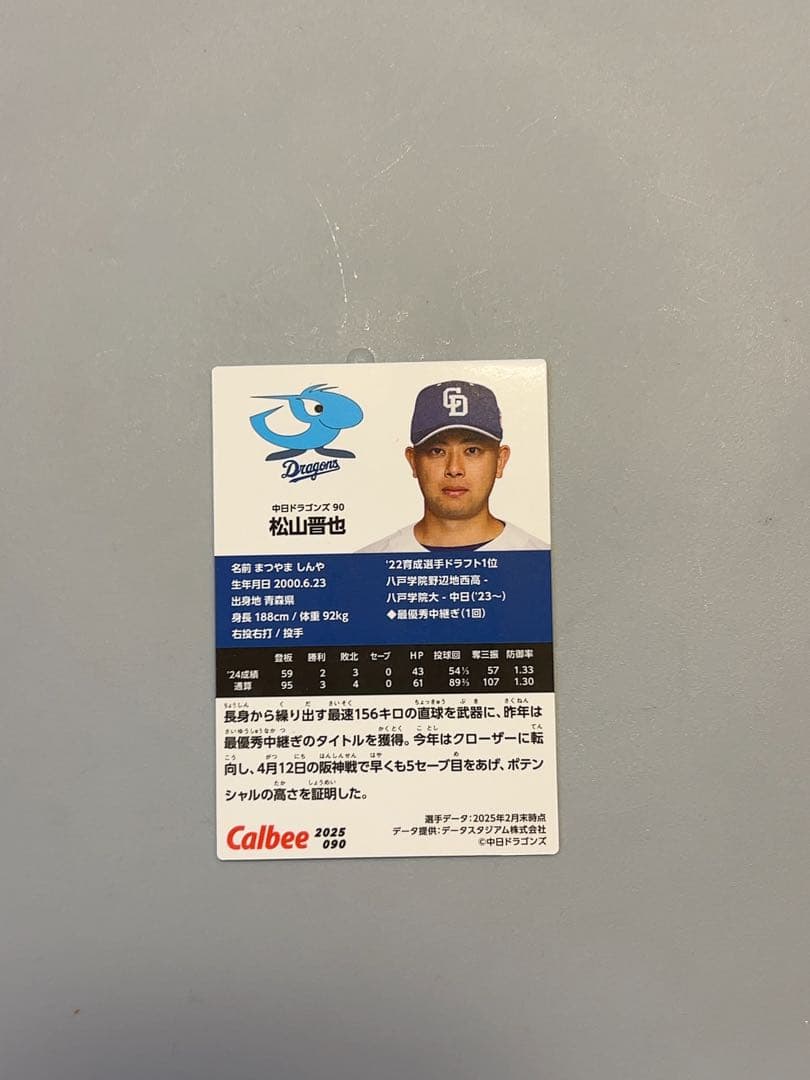 CD
Dragons
中日ドラゴンズ 90
松山晋也
名前 まつやま しんや
生年月日 2000.6.23
出身地 青森県
身長 188cm / 体重 92kg
右投右打 / 投手
'22育成選手ドラフト1位
八戸学院野辺地西高 -
八戸学院大 - 中日('23〜)
◆最優秀中継ぎ(1回)
登板 勝利 敗北 セーブ HP 投球回 奪三振 防御率
'24成績 59 2 3 0 43 54⅓ 57 1.33
通算 95 3 4 0 61 89⅔ 107 1.30
長身から繰り出す最速156キロの直球を武器に、昨年は
最優秀中継ぎのタイトルを獲得。今年はクローザーに転
向し、4月12日の阪神戦で早くも5セーブ目をあげ、ポテン
シャルの高さを証明した。
選手データ:2025年2月末時点
データ提供:データスタジアム株式会社
©中日ドラゴンズ
Calbee 2025
090